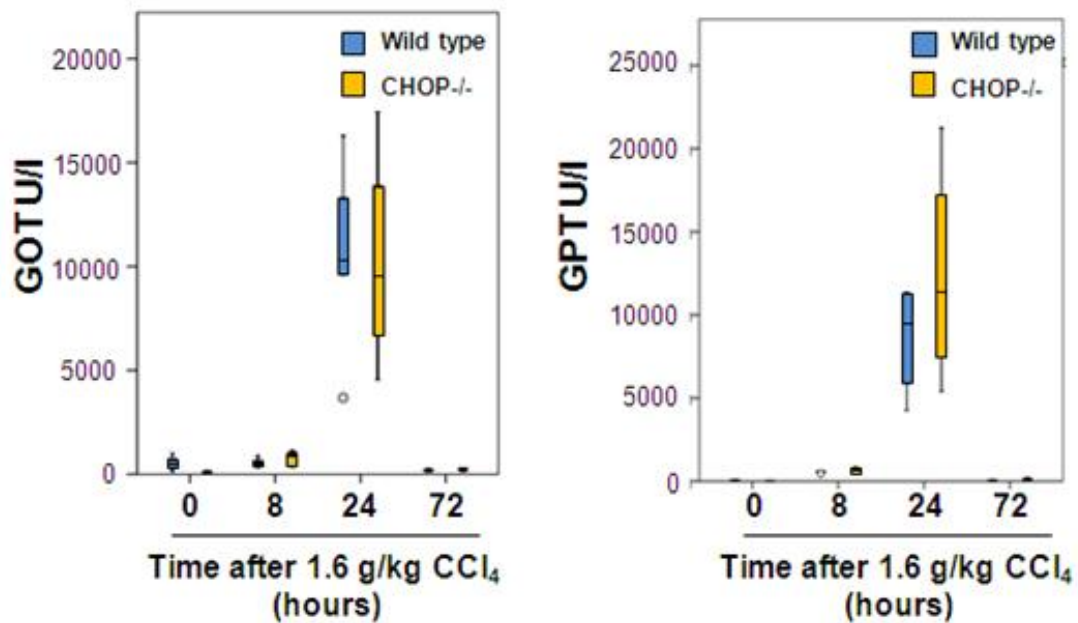 Wild type
CHOP-/-
GOT U/l
20000
15000
10000
5000
0
0 8 24 72
Time after 1.6 g/kg CCl₄
(hours)
Wild type
CHOP-/-
GPT U/l
25000
20000
15000
10000
5000
0
0 8 24 72
Time after 1.6 g/kg CCl₄
(hours)